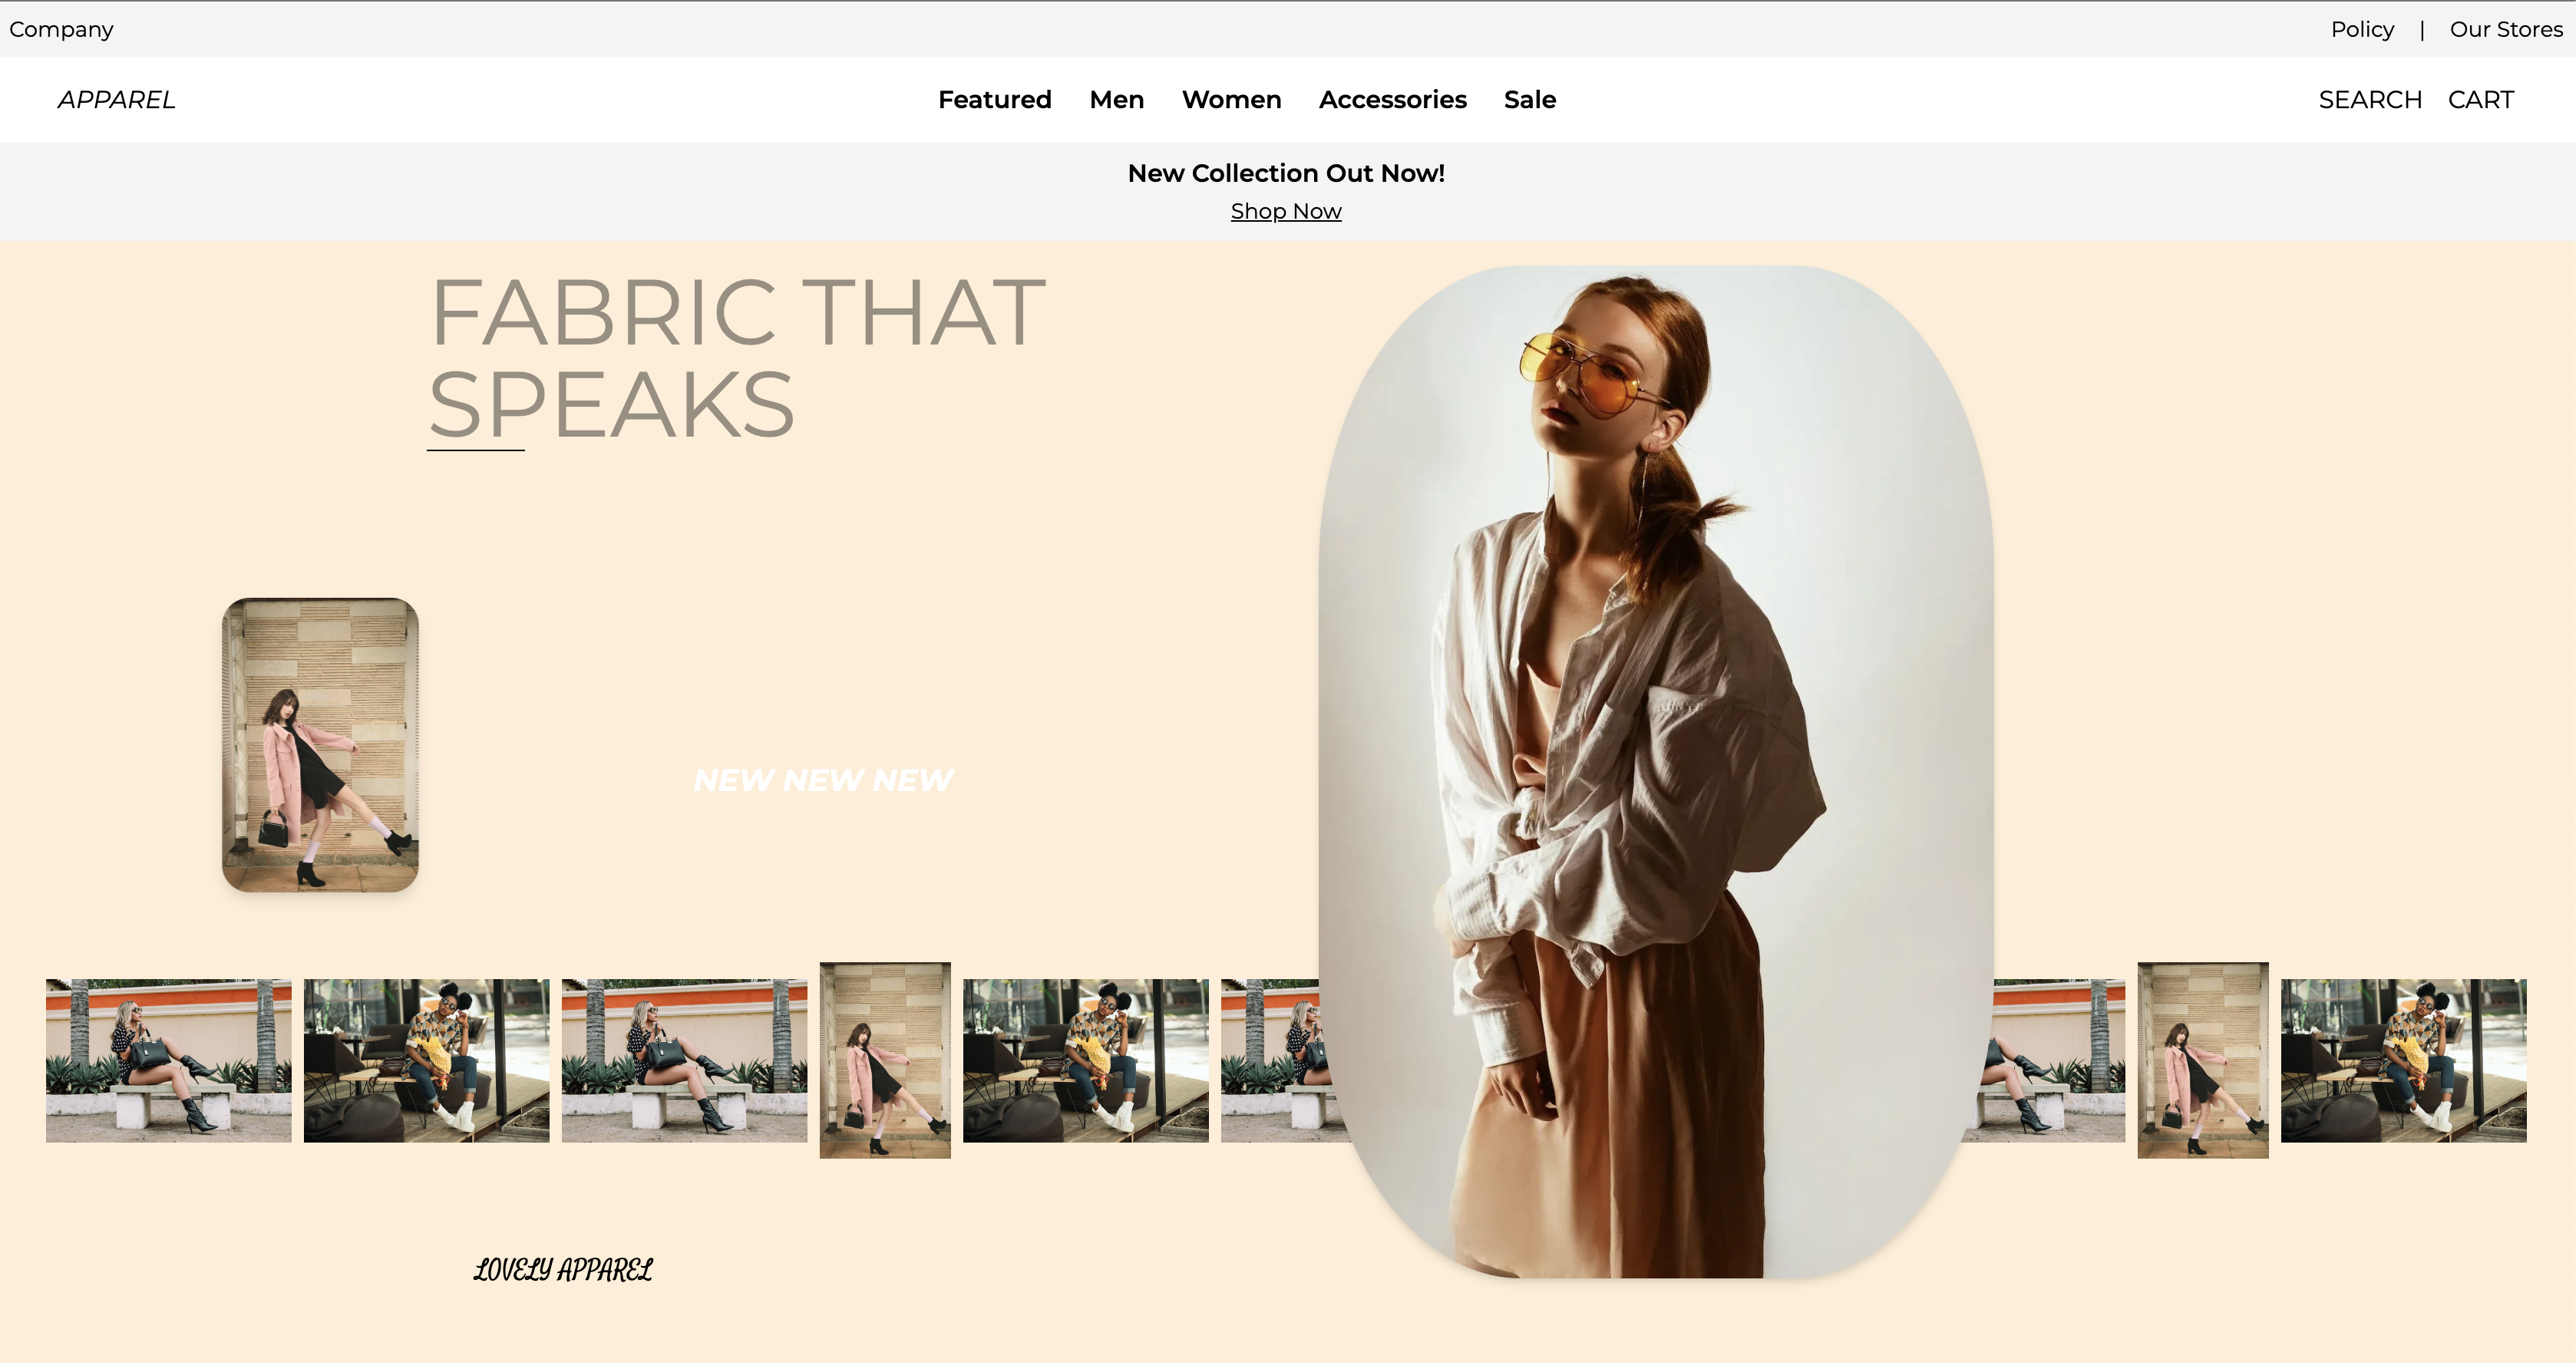 Company
Policy | Our Stores
APPAREL
Featured Men Women Accessories Sale
SEARCH CART
New Collection Out Now!
Shop Now
FABRIC THAT
SPEAKS
NEW NEW NEW
LOVELY APPAREL